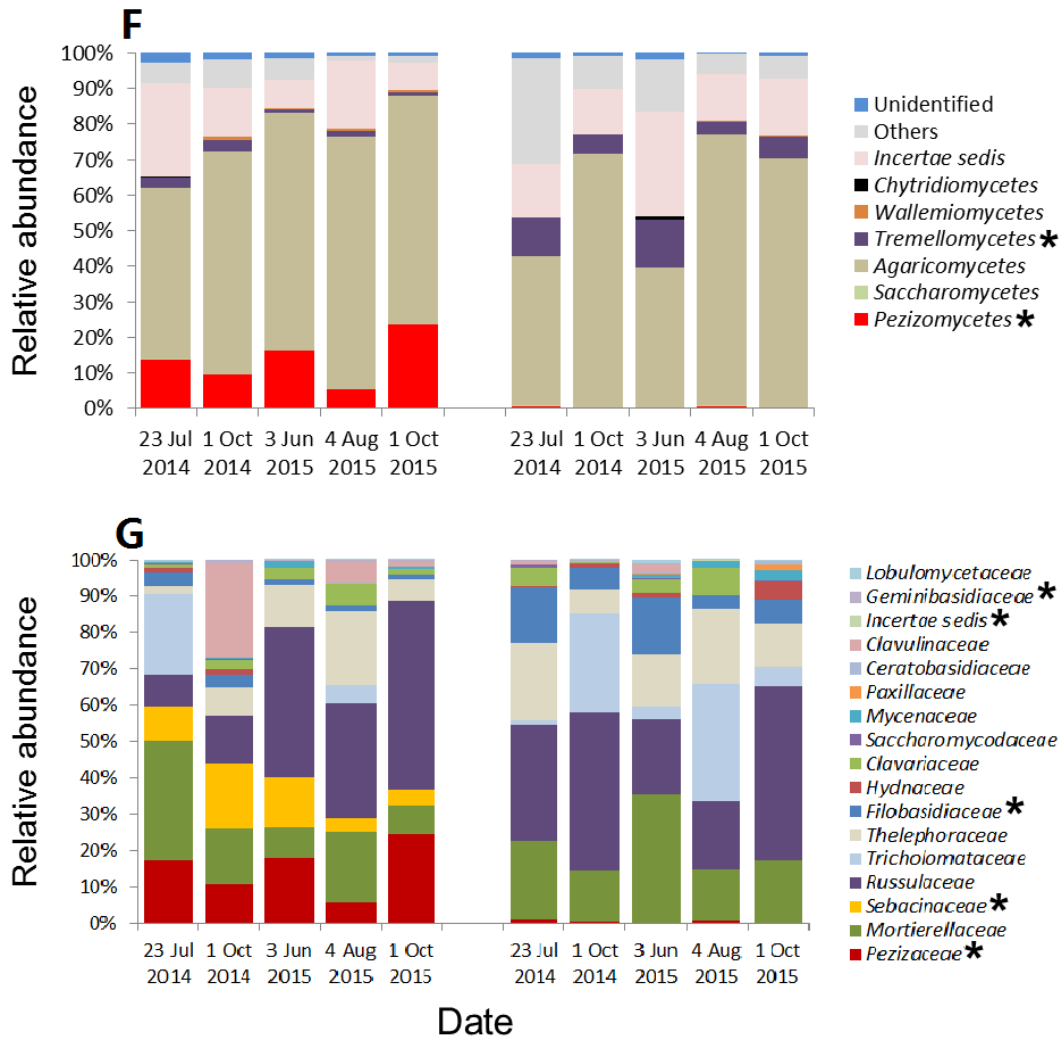 F
Relative abundance
100%
90%
80%
70%
60%
50%
40%
30%
20%
10%
0%
23 Jul 1 Oct 3 Jun 4 Aug 1 Oct 23 Jul 1 Oct 3 Jun 4 Aug 1 Oct
2014 2014 2015 2015 2015 2014 2014 2015 2015 2015
Unidentified
Others
Incertae sedis
Chytridiomycetes
Wallemiomycetes
Tremellomycetes *
Agaricomycetes
Saccharomycetes
Pezizomycetes *
G
Relative abundance
100%
90%
80%
70%
60%
50%
40%
30%
20%
10%
0%
23 Jul 1 Oct 3 Jun 4 Aug 1 Oct 23 Jul 1 Oct 3 Jun 4 Aug 1 Oct
2014 2014 2015 2015 2015 2014 2014 2015 2015 2015
Lobulomycetaceae
Geminibasidiaceae *
Incertae sedis *
Clavulinaceae
Ceratobasidiaceae
Paxillaceae
Mycenaceae
Saccharomycodaceae
Clavariaceae
Hydnaceae
Filobasidiaceae *
Thelephoraceae
Tricholomataceae
Russulaceae
Sebacinaceae *
Mortierellaceae
Pezizaceae *
Date